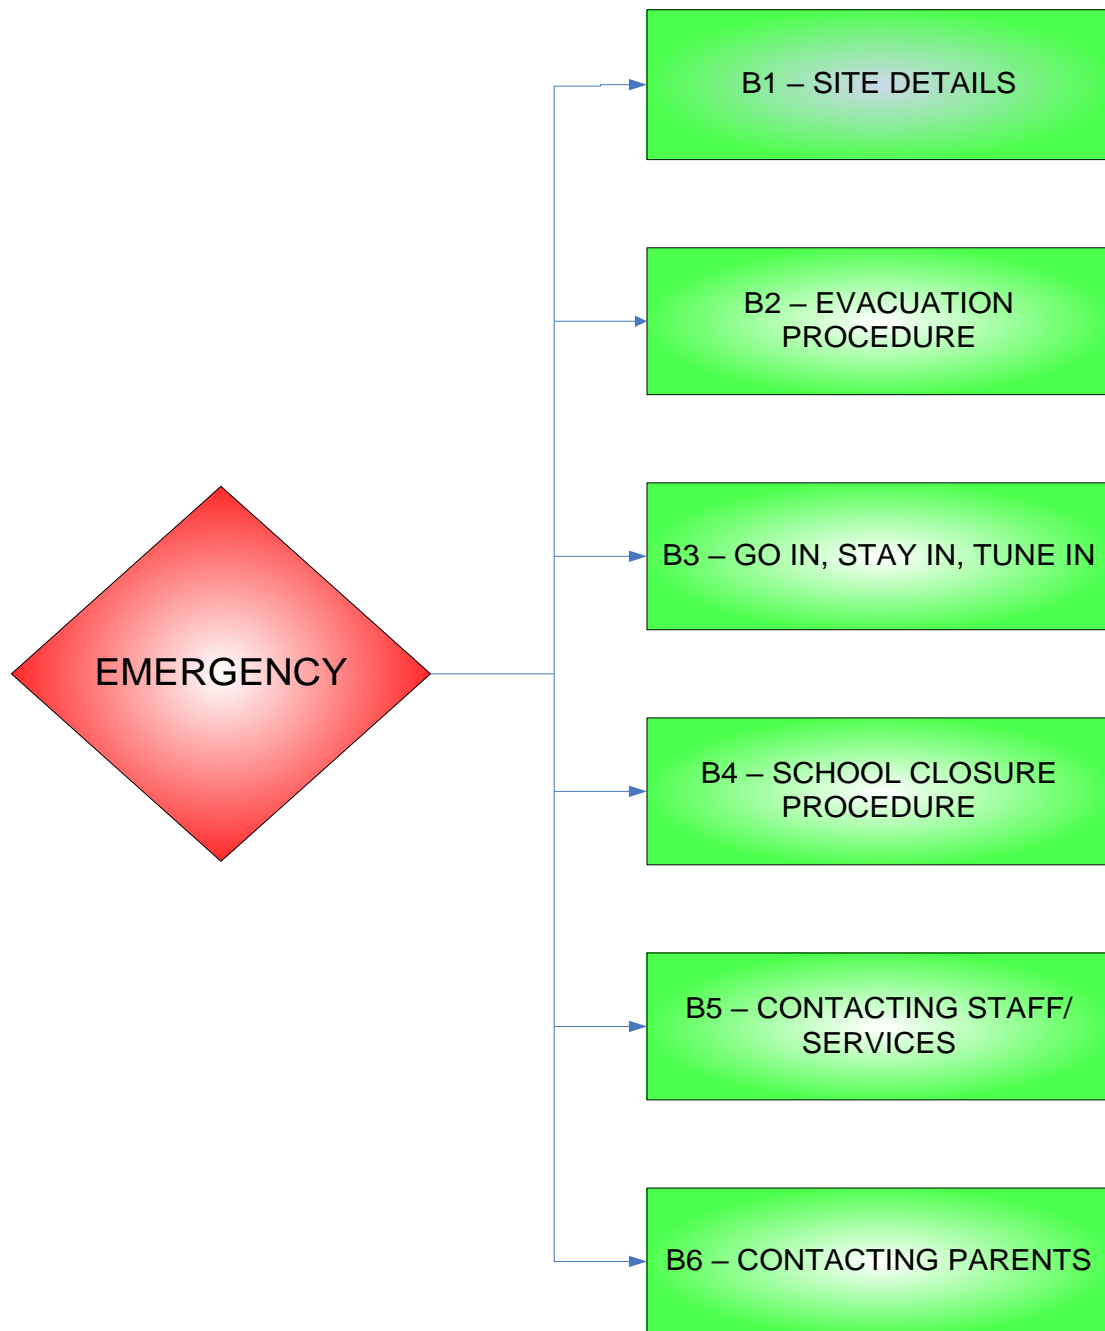 B1 – SITE DETAILS
B2 – EVACUATION
PROCEDURE
B3 – GO IN, STAY IN, TUNE IN
EMERGENCY
B4 – SCHOOL CLOSURE
PROCEDURE
B5 – CONTACTING STAFF/
SERVICES
B6 – CONTACTING PARENTS